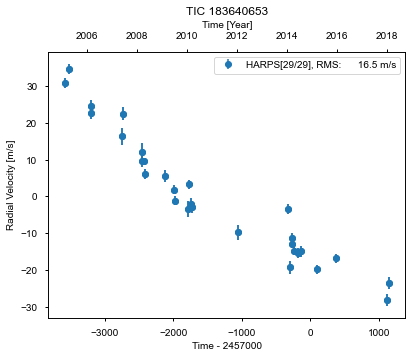 TIC 183640653
Time [Year]
2006 2008 2010 2012 2014 2016 2018
HARPS[29/29], RMS: 16.5 m/s
Radial Velocity [m/s]
30
20
10
0
−10
−20
−30
−3000 −2000 −1000 0 1000
Time - 2457000